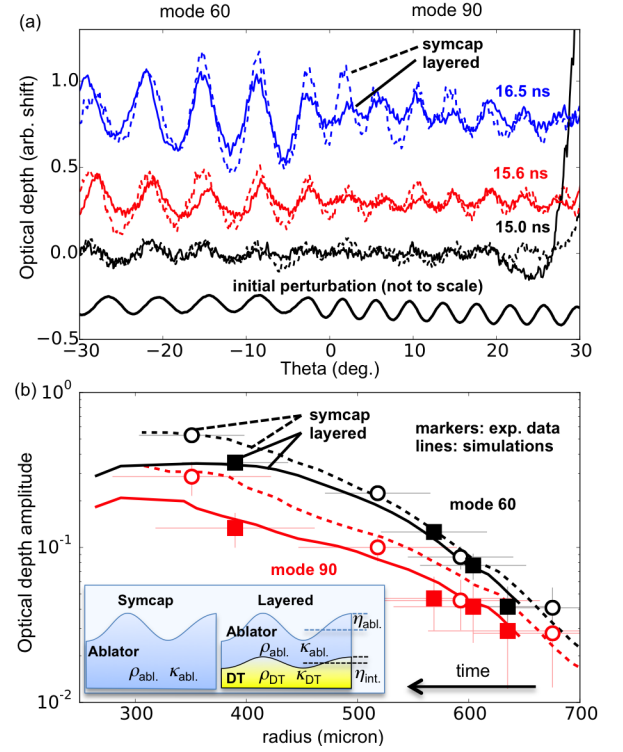 (a)
mode 60
mode 90
symcap
layered
16.5 ns
15.6 ns
15.0 ns
initial perturbation (not to scale)
1.0
0.5
0.0
−0.5
Optical depth (arb. shift)
−30
−20
−10
0
10
20
30
Theta (deg.)
(b)
symcap
layered
markers: exp. data
lines: simulations
mode 60
mode 90
10^0
10^-1
10^-2
Optical depth amplitude
Symcap
Layered
Ablator
ρabl. κabl.
Ablator
ρabl. κabl.
DT ρDT κDT
ηabl.
ηint.
time
300
400
500
600
700
radius (micron)